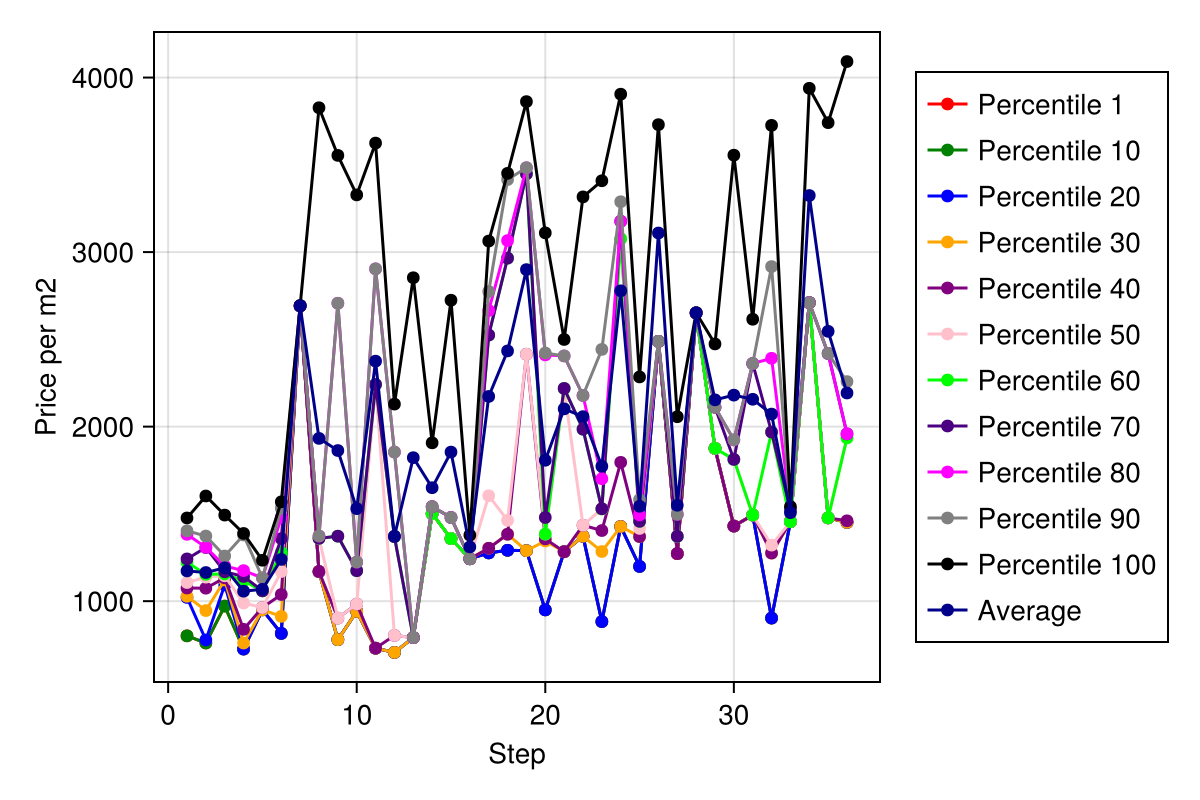 4000
3000
2000
1000
Price per m2
0 10 20 30
Step
Percentile 1
Percentile 10
Percentile 20
Percentile 30
Percentile 40
Percentile 50
Percentile 60
Percentile 70
Percentile 80
Percentile 90
Percentile 100
Average